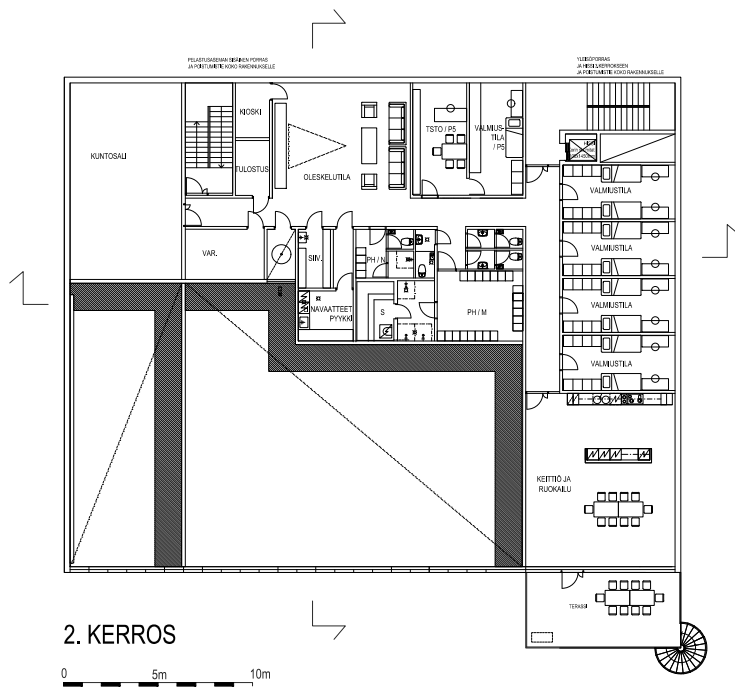 PELASTUSASEMAN SISÄINEN PORRAS
JA POISTUMISTIE KOKO RAKENNUKSELLE
YLEISÖPORRAS
JA HISSI 3.KERROKSEEN
JA POISTUMISTIE KOKO RAKENNUKSELLE
KIOSKI
KUNTOSALI
TULOSTUS
OLESKELUTILA
TSTO / P5
VALMIUS-
TILA
/ P5
VALMIUSTILA
VALMIUSTILA
VALMIUSTILA
VALMIUSTILA
VAR.
SIIV.
PH / N
NAVAATTEET
PYYKKI
S
PH / M
KEITTIÖ JA
RUOKAILU
TERASSI
2. KERROS
0 5m 10m